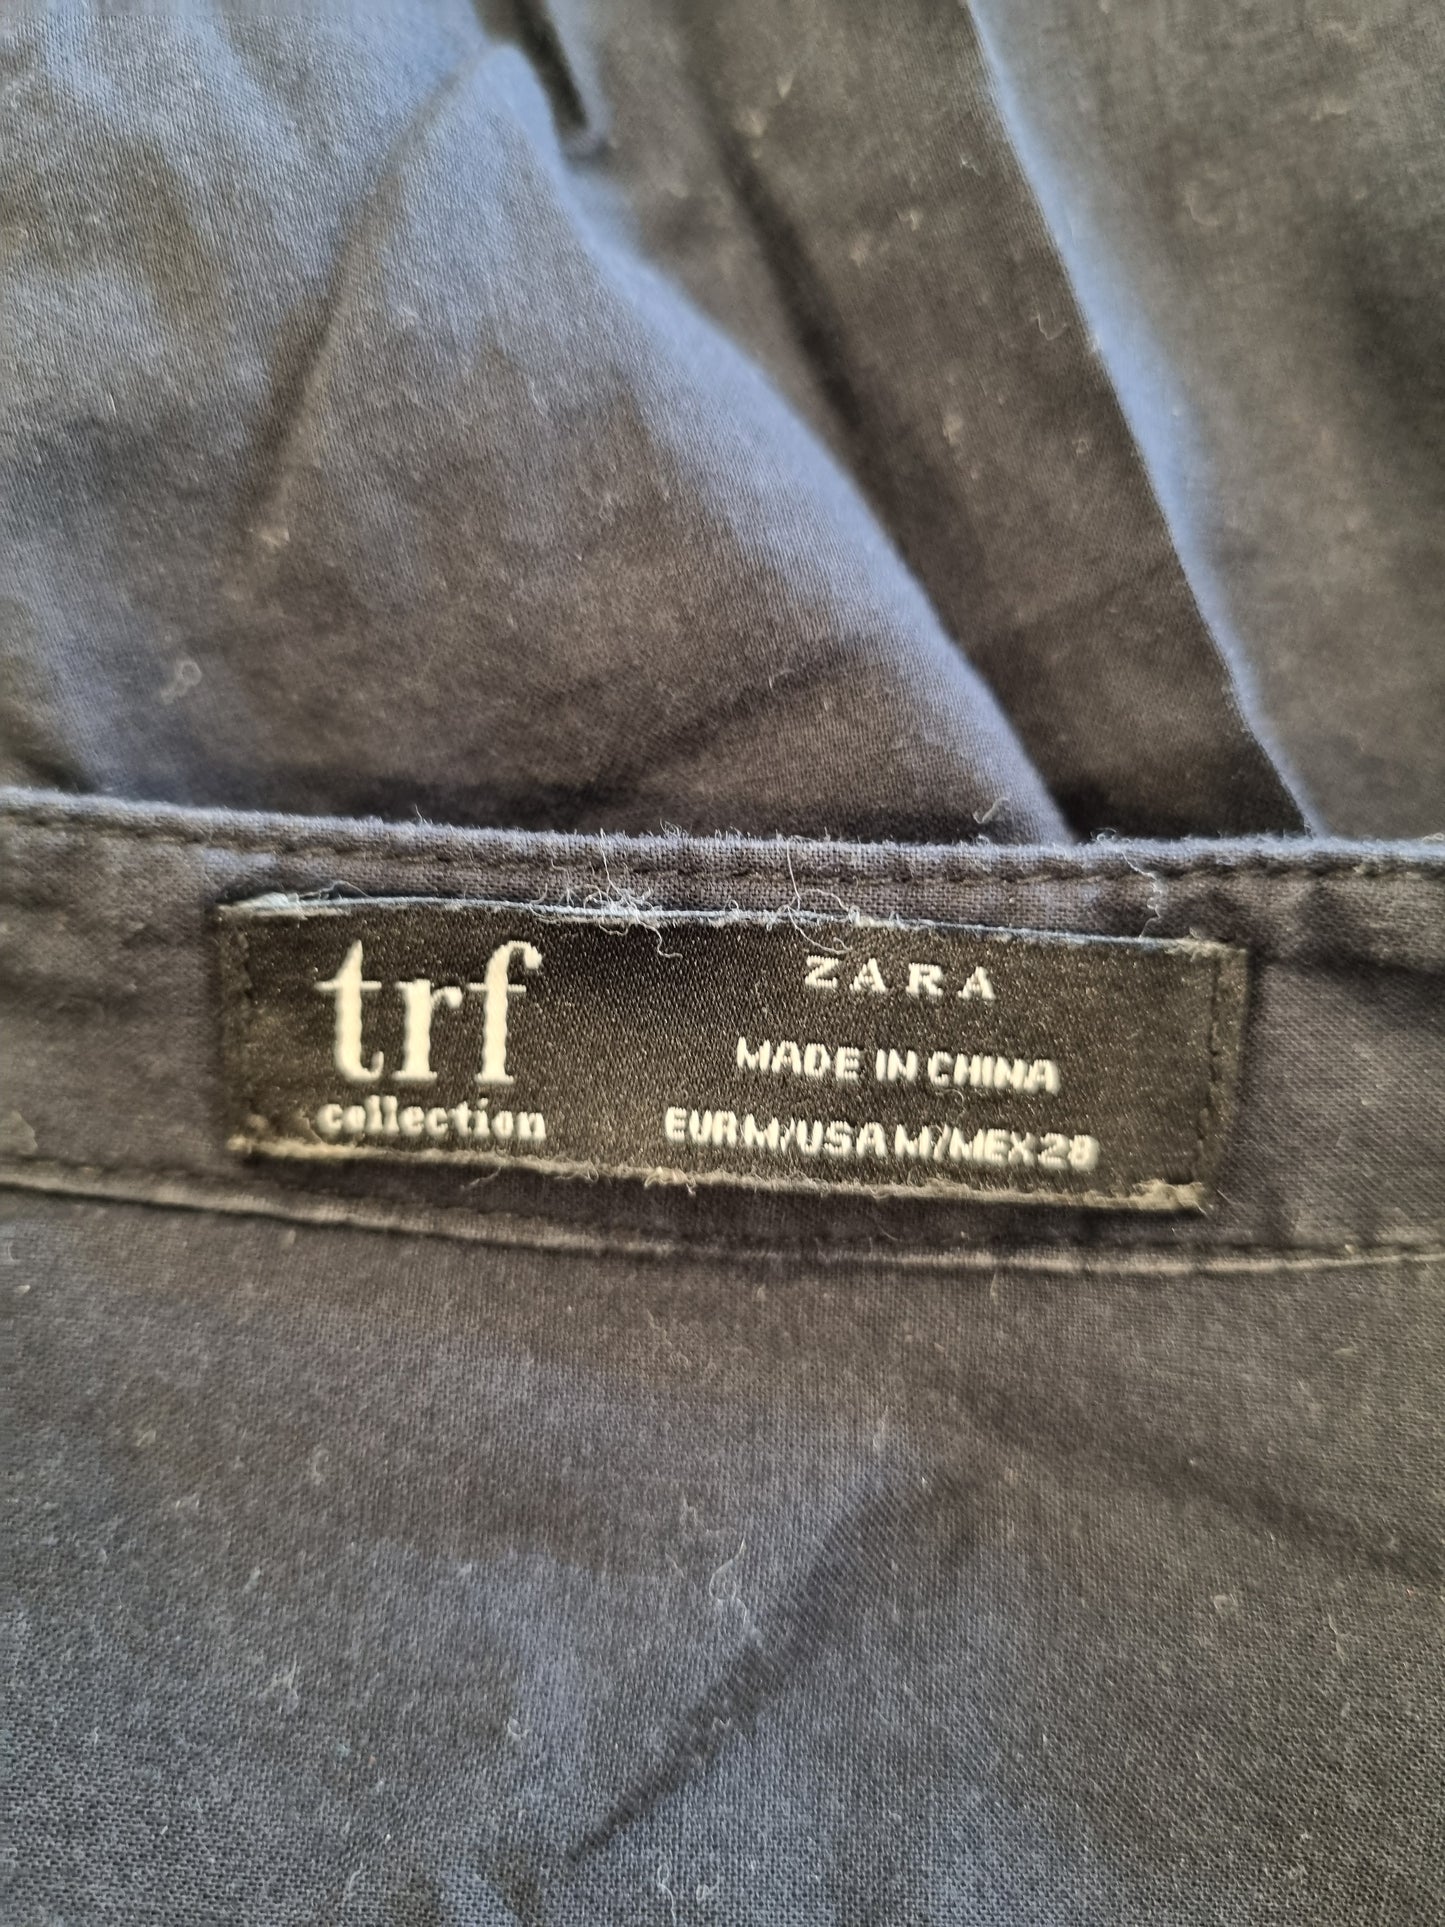 trf
collection
ZARA
MADE IN CHINA
EUR M/USA M/MEX 28